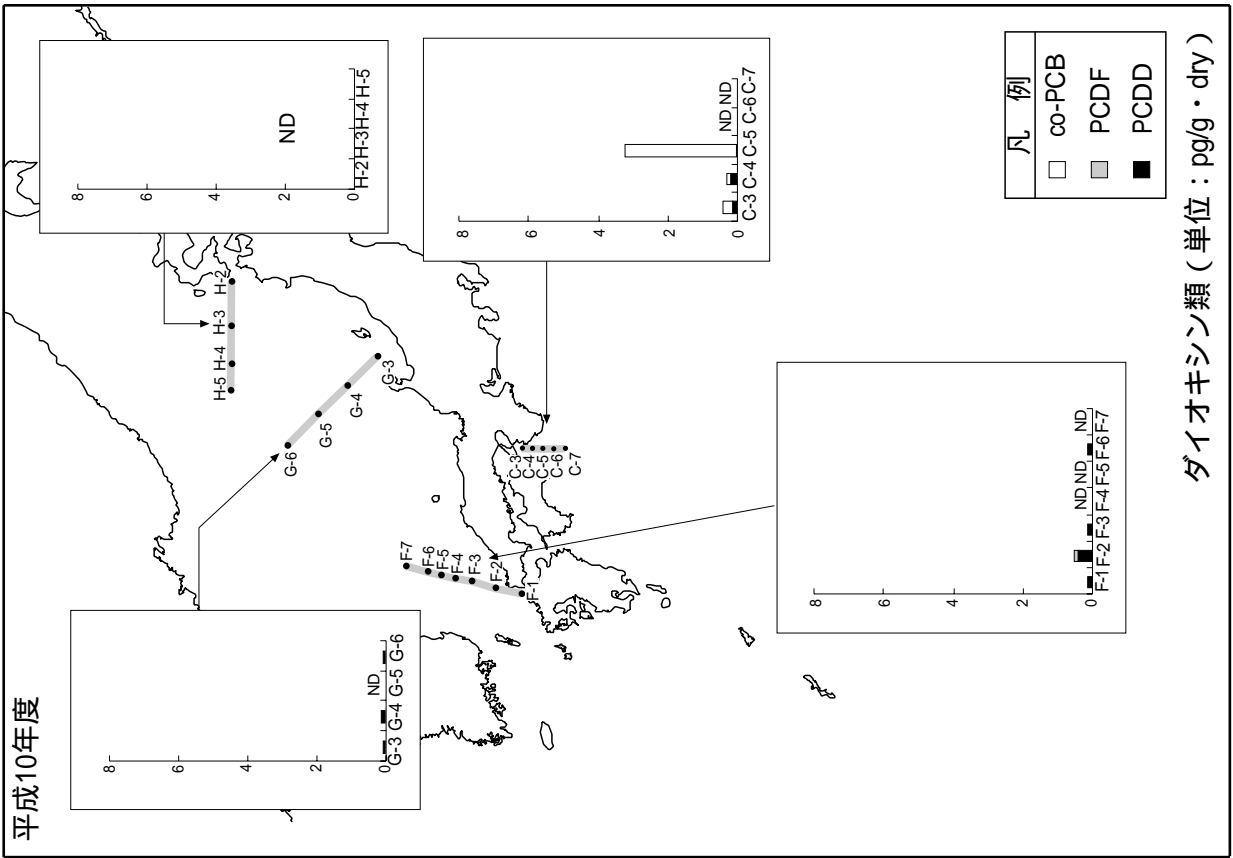 平成10年度
8
6
4
2
0
ND
G-3 G-4 G-5 G-6
8
6
4
2
0
ND
H-2 H-3 H-4 H-5
8
6
4
2
0
ND ND
C-3 C-4 C-5 C-6 C-7
8
6
4
2
0
ND ND
ND
F-1 F-2 F-3 F-4 F-5 F-6 F-7
H-5
H-4
H-3
H-2
G-6
G-5
G-4
G-3
F-7
F-6
F-5
F-4
F-3
F-2
F-1
C-3
C-4
C-5
C-6
C-7
凡 例
co-PCB
PCDF
PCDD
ダイオキシン類 ( 単位 : pg/g・dry )